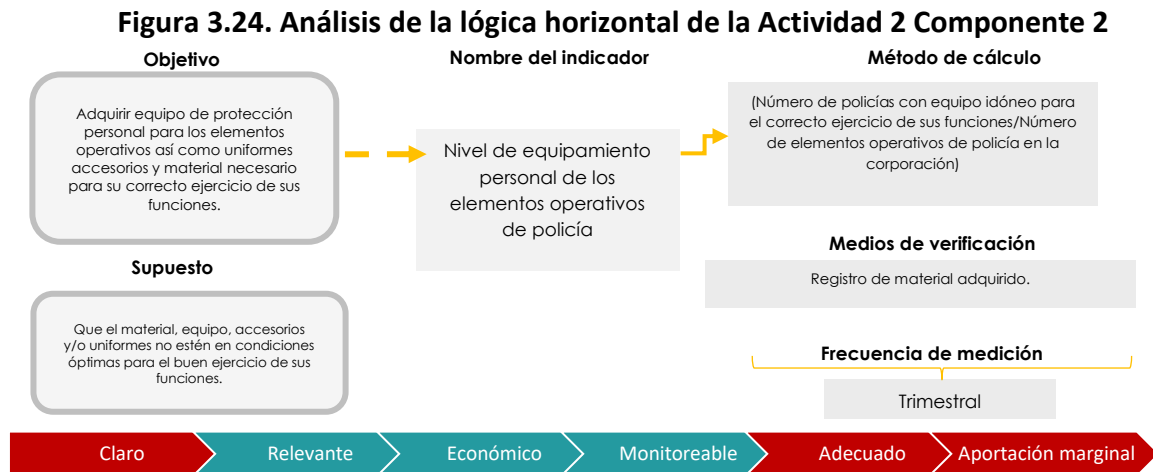 Figura 3.24. Análisis de la lógica horizontal de la Actividad 2 Componente 2
Objetivo
Adquirir equipo de protección
personal para los elementos
operativos así como uniformes
accesorios y material necesario
para su correcto ejercicio de sus
funciones.
Supuesto
Que el material, equipo, accesorios
y/o uniformes no estén en condiciones
óptimas para el buen ejercicio de sus
funciones.
Nombre del indicador
Nivel de equipamiento
personal de los
elementos operativos
de policía
Método de cálculo
(Número de policías con equipo idóneo para
el correcto ejercicio de sus funciones/Número
de elementos operativos de policía en la
corporación)
Medios de verificación
Registro de material adquirido.
Frecuencia de medición
Trimestral
Claro
Relevante
Económico
Monitoreable
Adecuado
Aportación marginal